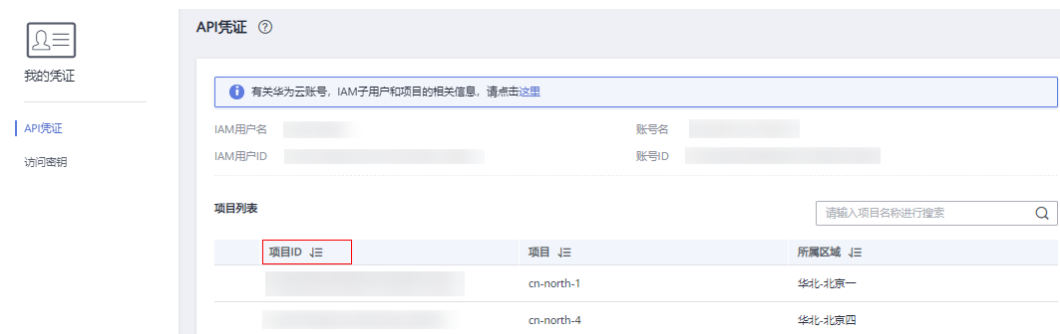 API凭证
我的凭证
API凭证
访问密钥
有关华为云账号,IAM子用户和项目的相关信息,请点击这里
IAM用户名 账号名
IAM用户ID 账号ID
项目列表
请输入项目名称进行搜索
项目ID 项目 所属区域
cn-north-1 华北-北京一
cn-north-4 华北-北京四